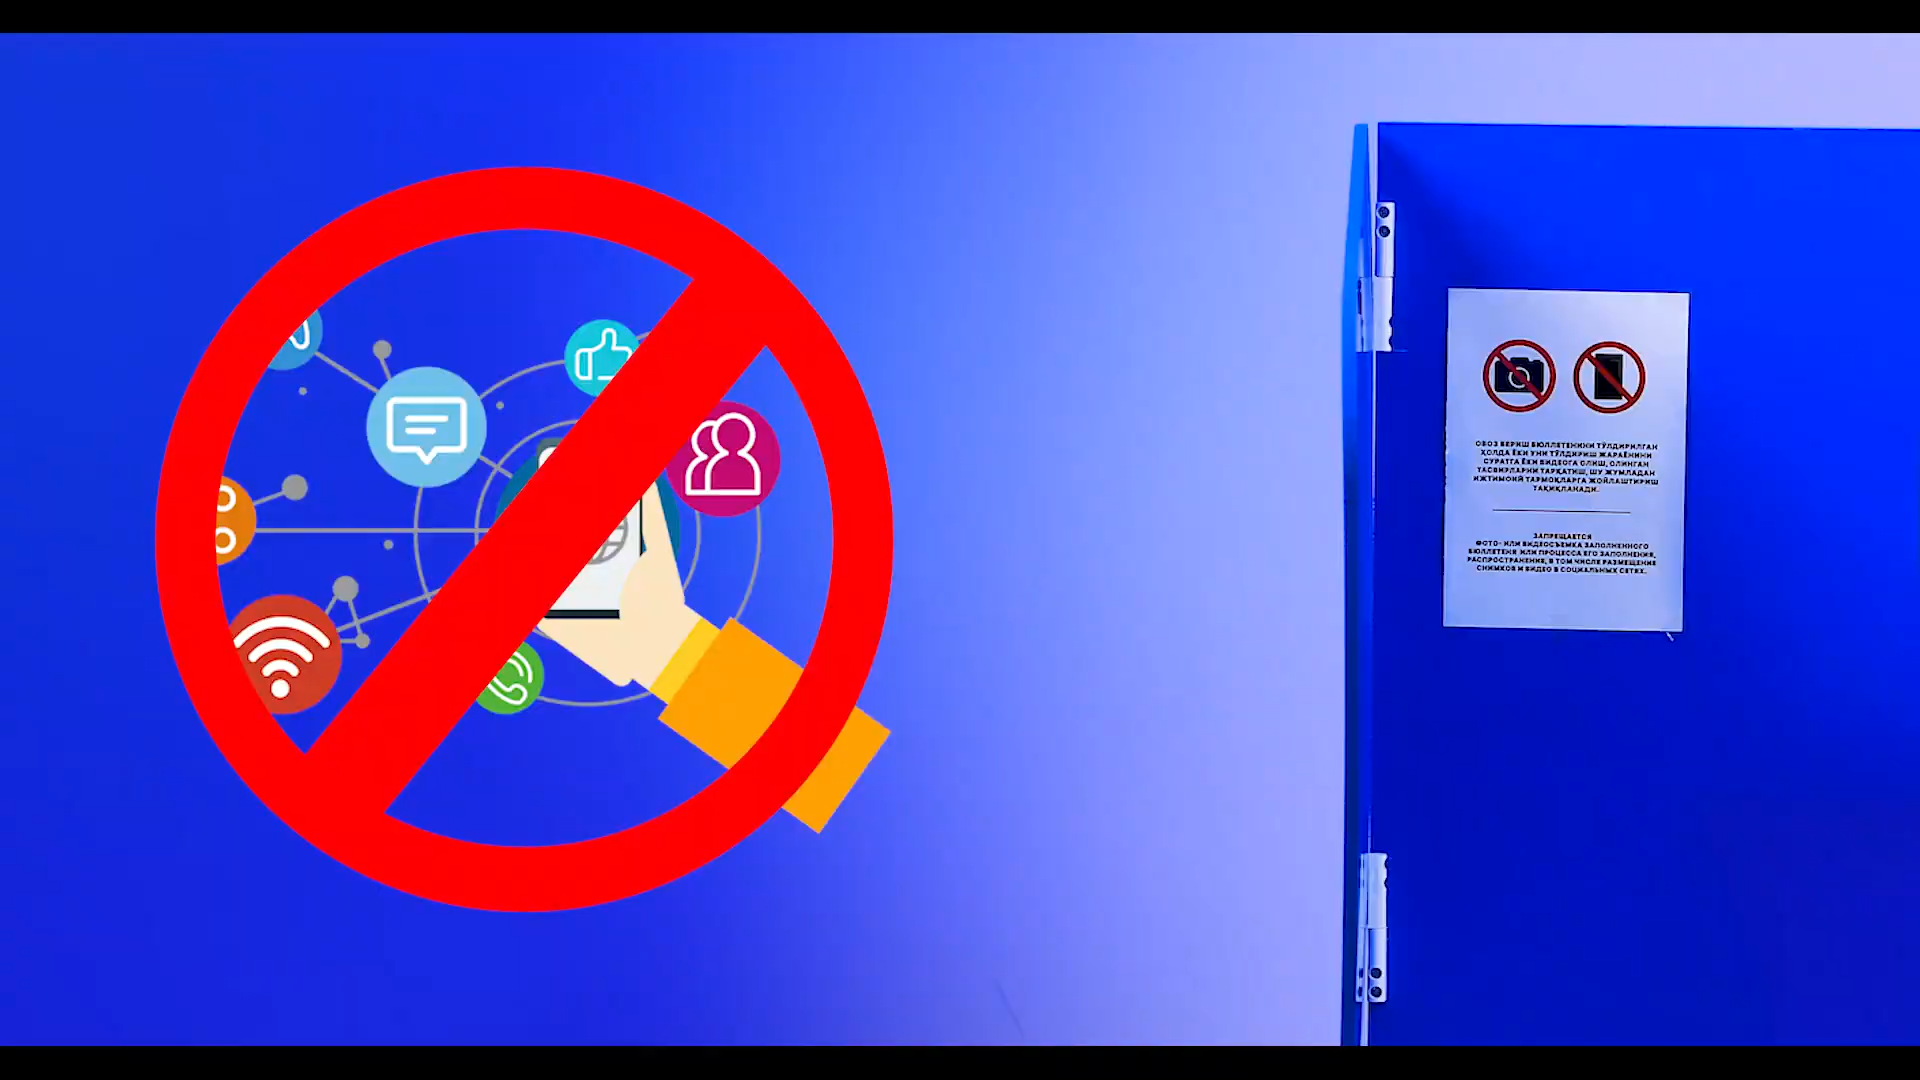 ОВОЗ БЕРИШ БЮЛЛЕТЕНИНИ ТЎЛДИРИЛГАН
ҲОЛДА ЁКИ УНИ ТЎЛДИРИШ ЖАРАЁНИНИ
СУРАТГА ЁКИ ВИДЕОГА ОЛИШ, ОЛИНГАН
ТАСВИРЛАРНИ ТАРҚАТИШ, ШУ ЖУМЛАДАН
ИЖТИМОИЙ ТАРМОҚЛАРГА ЖОЙЛАШТИРИШ
ТАҚИҚЛАНАДИ.
ЗАПРЕЩАЕТСЯ
ФОТО- ИЛИ ВИДЕОСЪЕМКА ЗАПОЛНЕННОГО
БЮЛЛЕТЕНЯ ИЛИ ПРОЦЕССА ЕГО ЗАПОЛНЕНИЯ,
РАСПРОСТРАНЕНИЕ, В ТОМ ЧИСЛЕ РАЗМЕЩЕНИЕ
СНИМКОВ И ВИДЕО В СОЦИАЛЬНЫХ СЕТЯХ.